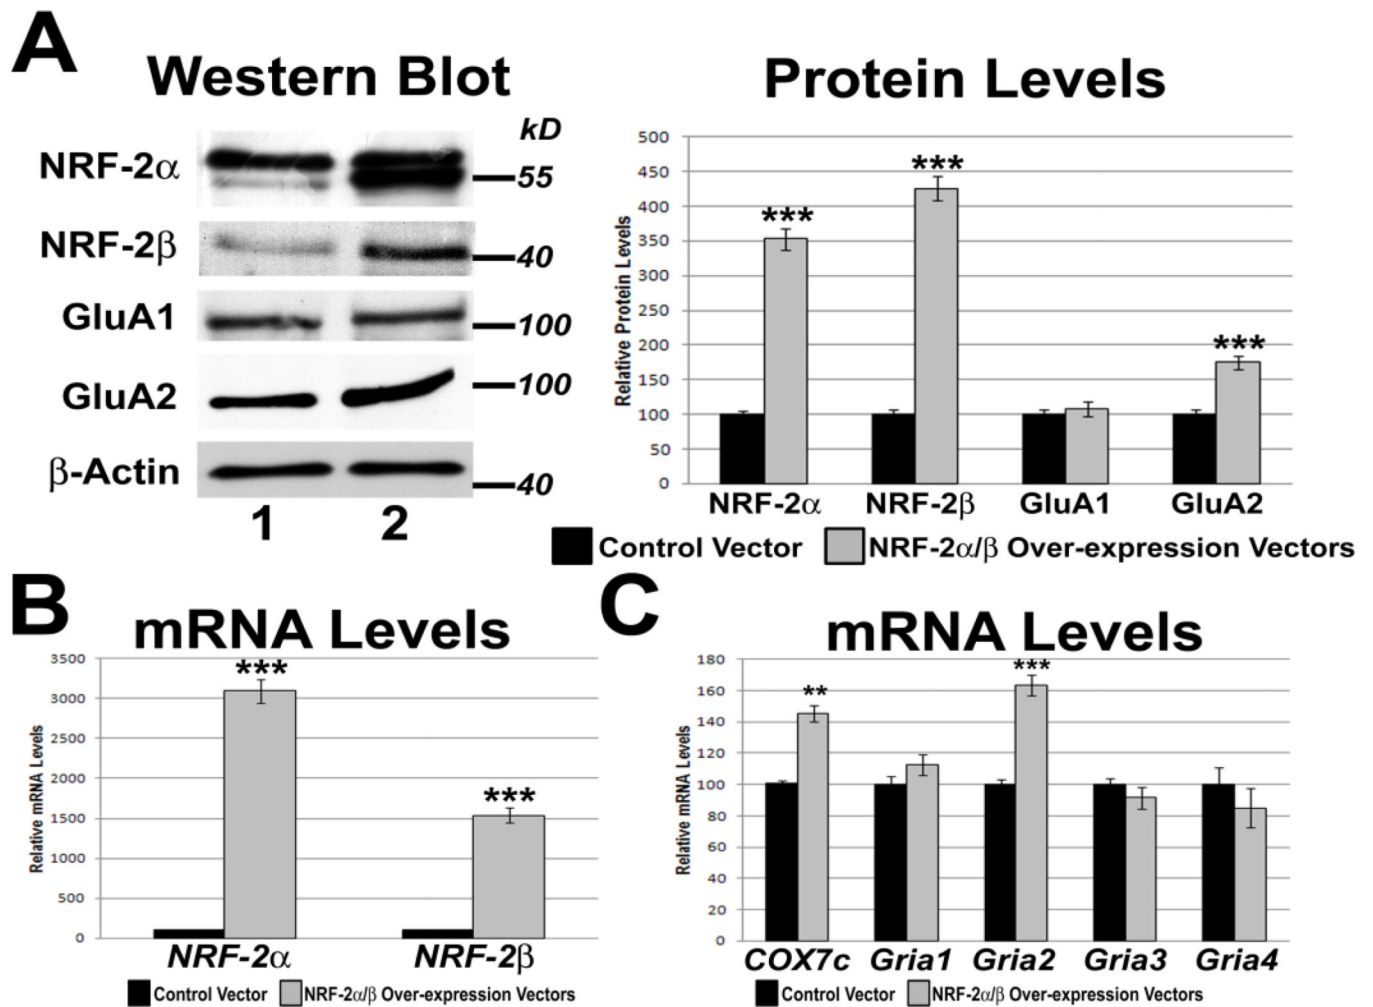 A
Western Blot
kD
NRF-2α
55
NRF-2β
40
GluA1
100
GluA2
100
β-Actin
40
1 2
Protein Levels
Relative Protein Levels
500
450
400
350
300
250
200
150
100
50
0
***
***
***
NRF-2α NRF-2β GluA1 GluA2
Control Vector NRF-2α/β Over-expression Vectors
B
mRNA Levels
Relative mRNA Levels
3500
3000
2500
2000
1500
1000
500
0
***
***
NRF-2α NRF-2β
Control Vector NRF-2α/β Over-expression Vectors
C
mRNA Levels
Relative mRNA Levels
180
160
140
120
100
80
60
40
20
0
**
***
COX7c Gria1 Gria2 Gria3 Gria4
Control Vector NRF-2α/β Over-expression Vectors